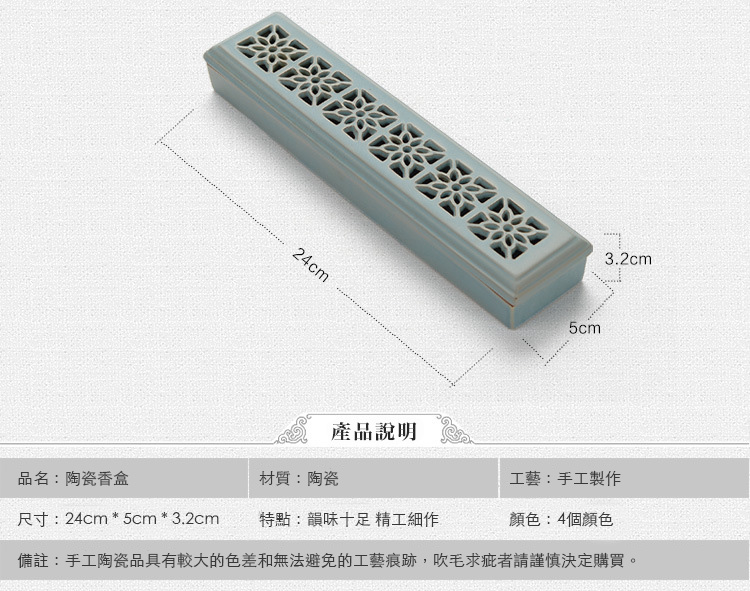 24cm
3.2cm
5cm
產品說明
品名：陶瓷香盒 材質：陶瓷 工藝：手工製作
尺寸：24cm * 5cm * 3.2cm 特點：韻味十足 精工細作 顏色：4個顏色
備註：手工陶瓷品具有較大的色差和無法避免的工藝痕跡，吹毛求疵者請謹慎決定購買。